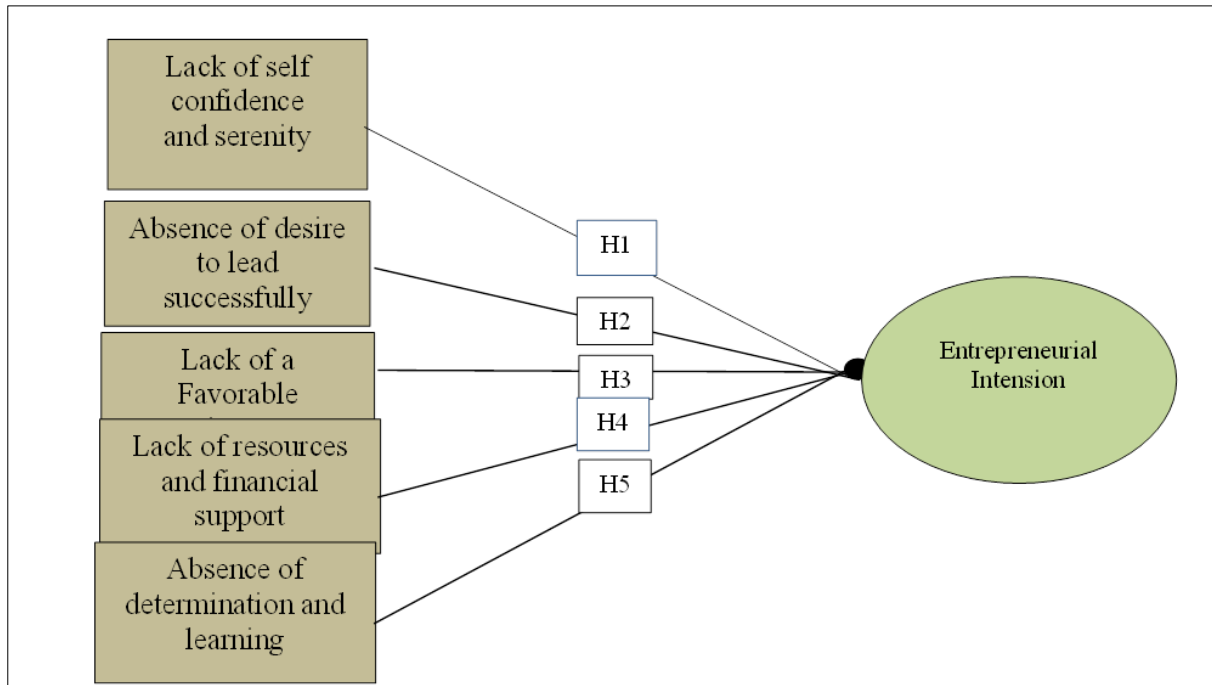 Lack of self
confidence
and serenity
Absence of desire
to lead
successfully
Lack of a
Favorable
Lack of resources
and financial
support
Absence of
determination and
learning
H1
H2
H3
H4
H5
Entrepreneurial
Intension